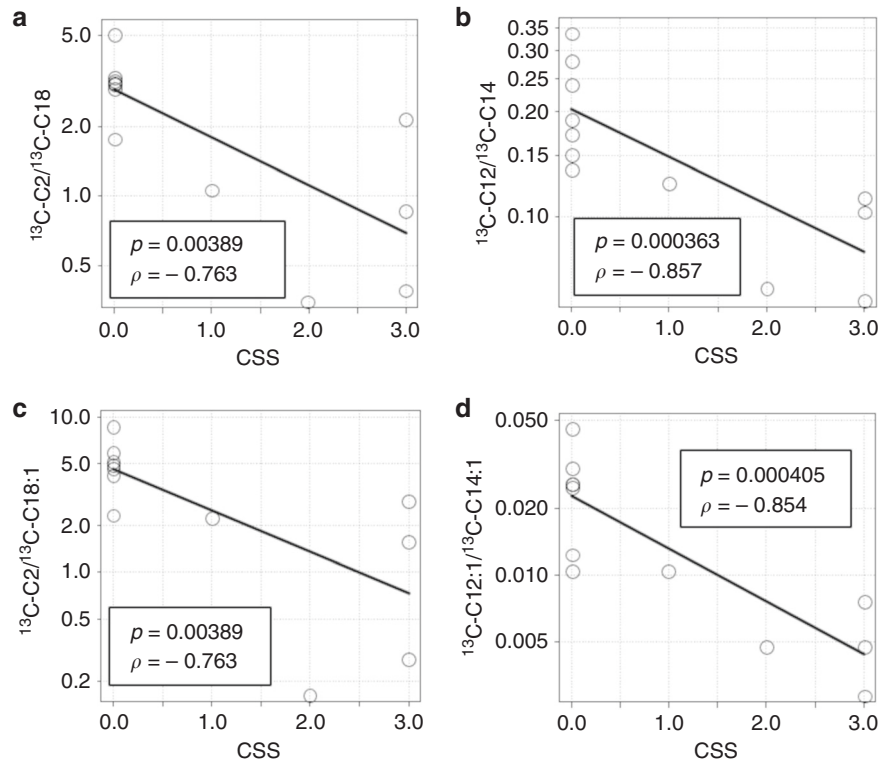 a
5.0
2.0
1.0
0.5
¹³C-C2/¹³C-C18
p = 0.00389
ρ = – 0.763
0.0 1.0 2.0 3.0
CSS
b
0.35
0.30
0.25
0.20
0.15
0.10
¹³C-C12/¹³C-C14
p = 0.000363
ρ = – 0.857
0.0 1.0 2.0 3.0
CSS
c
10.0
5.0
2.0
1.0
0.5
0.2
¹³C-C2/¹³C-C18:1
p = 0.00389
ρ = – 0.763
0.0 1.0 2.0 3.0
CSS
d
0.050
0.020
0.010
0.005
¹³C-C12:1/¹³C-C14:1
p = 0.000405
ρ = – 0.854
0.0 1.0 2.0 3.0
CSS